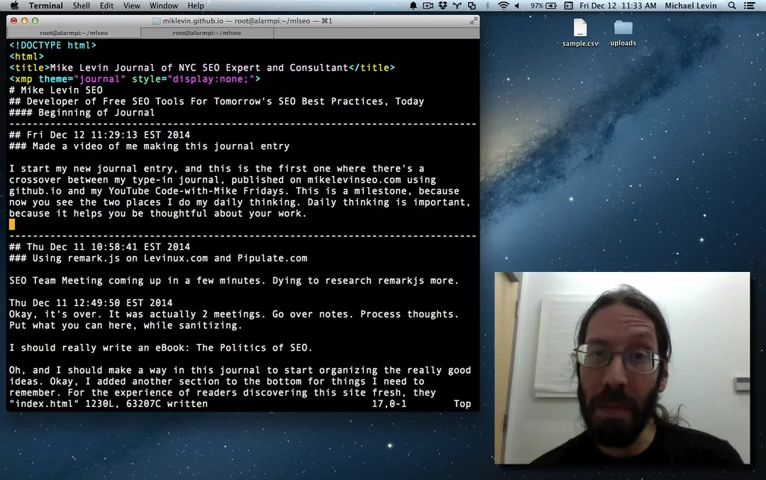 Terminal Shell Edit View Window Help 97% Fri Dec 12 11:33 AM Michael Levin
miklevin.github.io — root@alarmpi:~/mlseo — ⌘1
root@alarmpi:~/mlseo root@alarmpi:~/mlseo
sample.csv uploads
<!DOCTYPE html>
<html>
<title>Mike Levin Journal of NYC SEO Expert and Consultant</title>
<xmp theme="journal" style="display:none;">
# Mike Levin SEO
## Developer of Free SEO Tools For Tomorrow's SEO Best Practices, Today
#### Beginning of Journal
--------------------------------------------------------------------------------
## Fri Dec 12 11:29:13 EST 2014
### Made a video of me making this journal entry
I start my new journal entry, and this is the first one where there's a
crossover between my type-in journal, published on mikelevinseo.com using
github.io and my YouTube Code-with-Mike Fridays. This is a milestone, because
now you see the two places I do my daily thinking. Daily thinking is important,
because it helps you be thoughtful about your work.
--------------------------------------------------------------------------------
## Thu Dec 11 10:58:41 EST 2014
### Using remark.js on Levinux.com and Pipulate.com
SEO Team Meeting coming up in a few minutes. Dying to research remarkjs more.
Thu Dec 11 12:49:50 EST 2014
Okay, it's over. It was actually 2 meetings. Go over notes. Process thoughts.
Put what you can here, while sanitizing.
I should really write an eBook: The Politics of SEO.
Oh, and I should make a way in this journal to start organizing the really good
ideas. Okay, I added another section to the bottom for things I need to
remember. For the experience of readers discovering this site fresh, they
"index.html" 1230L, 63207C written 17,0-1 Top